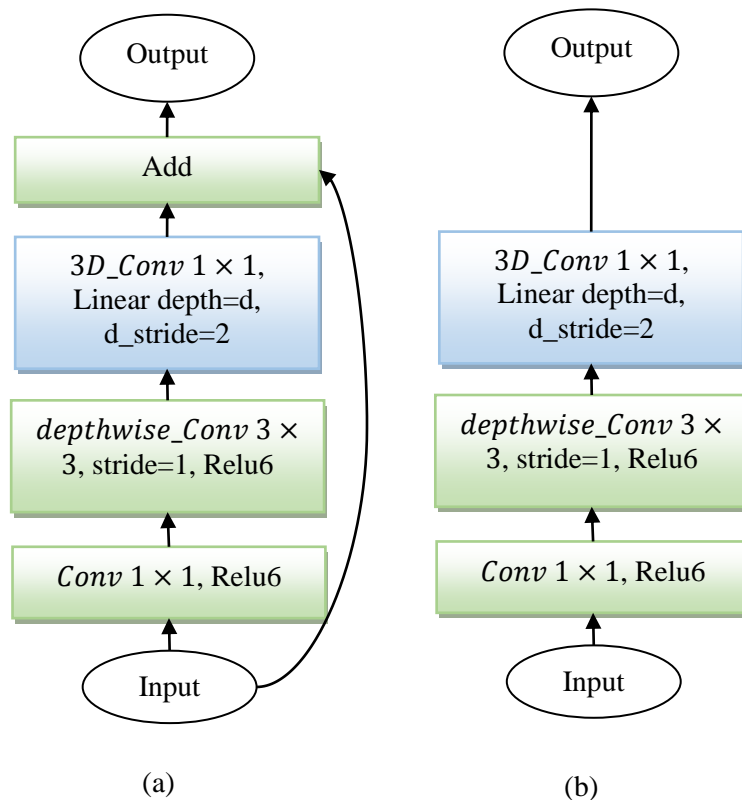 Output
Add
3D_Conv 1 × 1,
Linear depth=d,
d_stride=2
depthwise_Conv 3 ×
3, stride=1, Relu6
Conv 1 × 1, Relu6
Input
(a)
Output
3D_Conv 1 × 1,
Linear depth=d,
d_stride=2
depthwise_Conv 3 ×
3, stride=1, Relu6
Conv 1 × 1, Relu6
Input
(b)